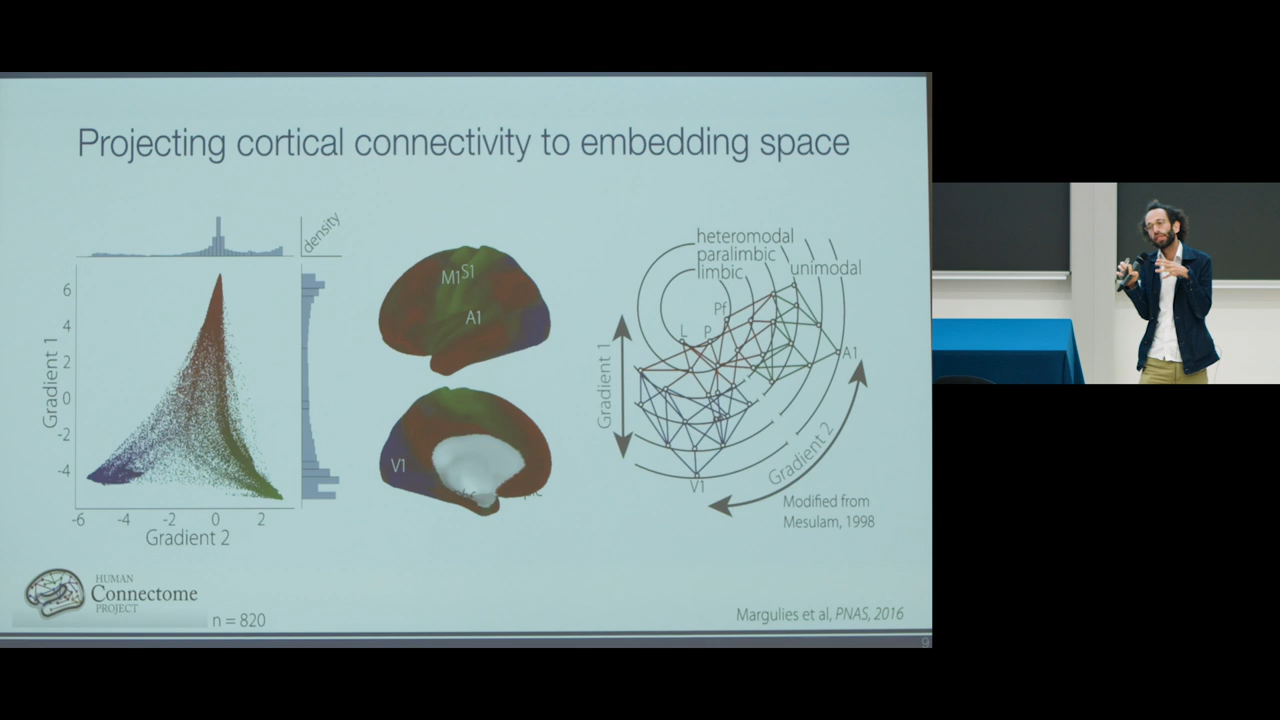 Projecting cortical connectivity to embedding space
density
6
4
2
0
-2
-4
Gradient 1
-6 -4 -2 0 2
Gradient 2
M1 S1
A1
V1
heteromodal
paralimbic
limbic
unimodal
Pf
L P
A1
V1
Gradient 1
Gradient 2
Modified from
Mesulam, 1998
HUMAN
Connectome
PROJECT
n = 820
Margulies et al, PNAS, 2016
9